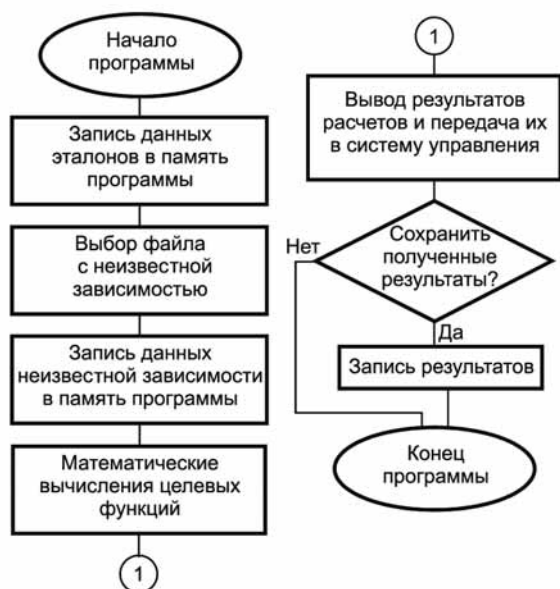 Начало
программы
Запись данных
эталонов в память
программы
Выбор файла
с неизвестной
зависимостью
Запись данных
неизвестной зависимости
в память программы
Математические
вычисления целевых
функций
1
1
Вывод результатов
расчетов и передача их
в систему управления
Сохранить
полученные
результаты?
Нет
Да
Запись результатов
Конец
программы